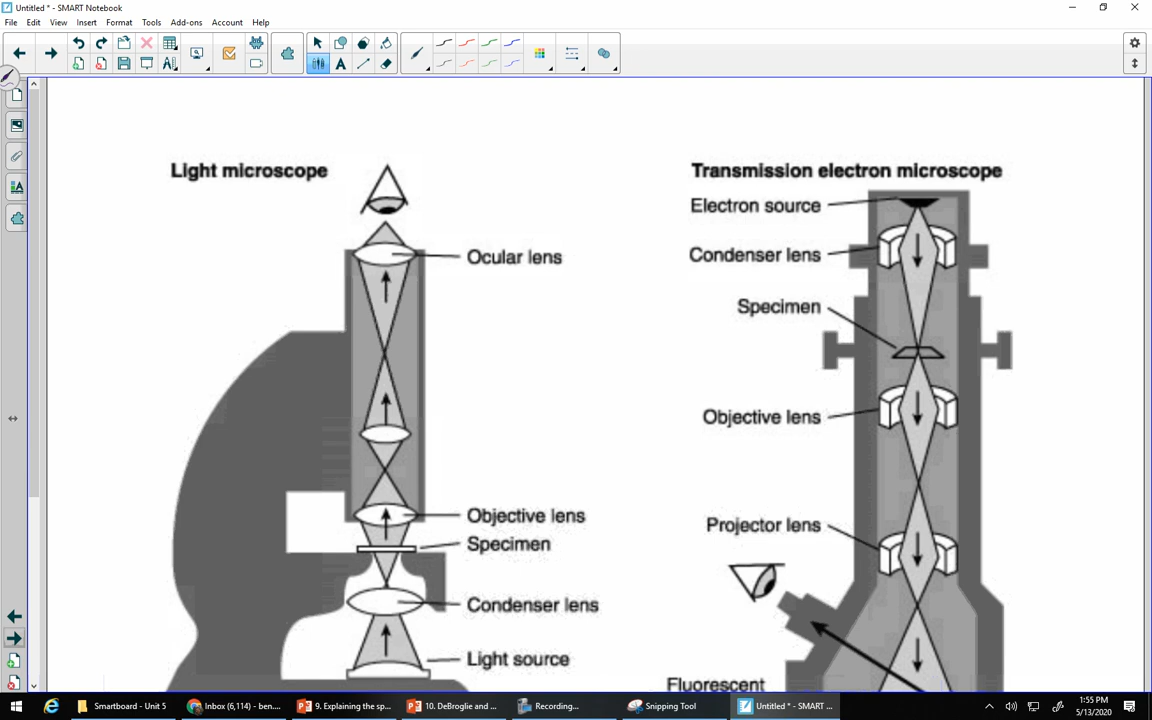 Untitled * - SMART Notebook
File Edit View Insert Format Tools Add-ons Account Help
Light microscope
Ocular lens
Objective lens
Specimen
Condenser lens
Light source
Transmission electron microscope
Electron source
Condenser lens
Specimen
Objective lens
Projector lens
Fluorescent
Smartboard - Unit 5
Inbox (6,114) - ben....
9. Explaining the sp...
10. DeBroglie and ...
Recording...
Snipping Tool
Untitled * - SMART ...
1:55 PM
5/13/2020